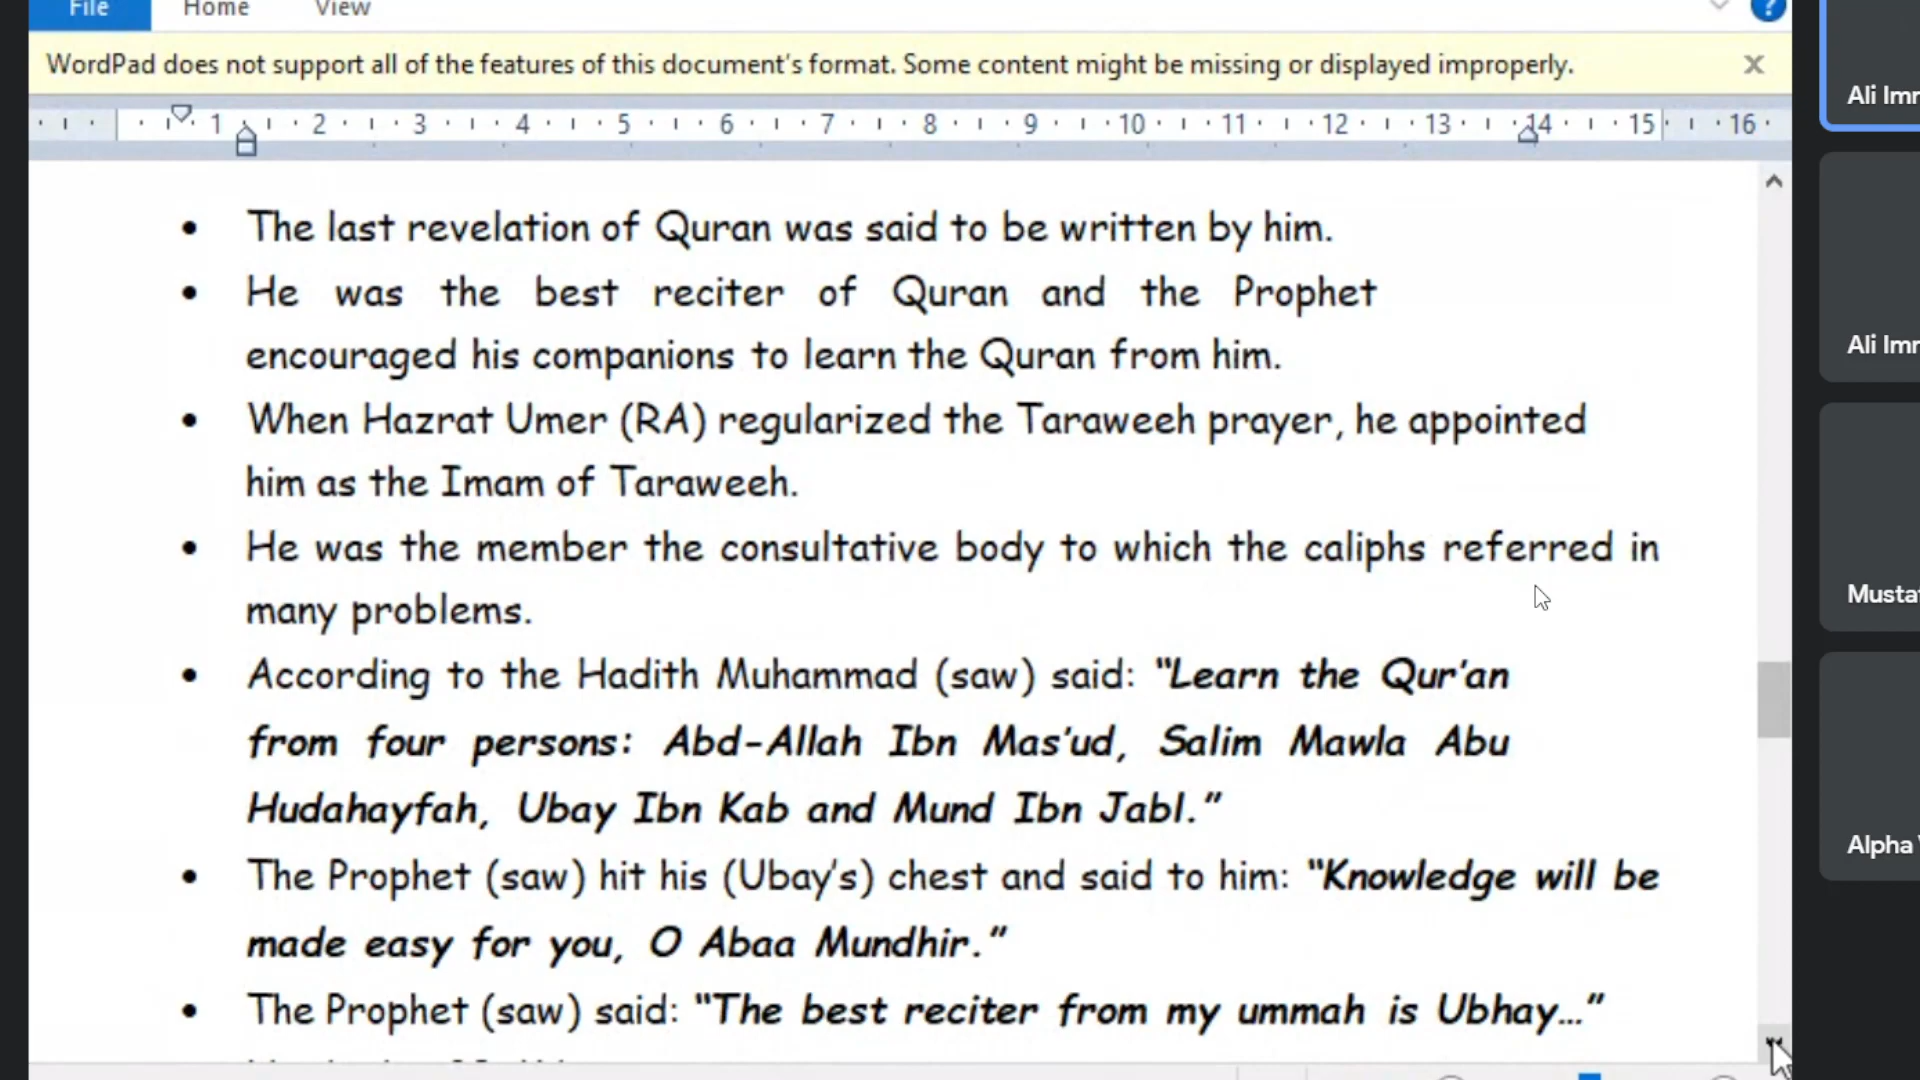 File Home View
WordPad does not support all of the features of this document's format. Some content might be missing or displayed improperly.
1 2 3 4 5 6 7 8 9 10 11 12 13 14 15 16
• The last revelation of Quran was said to be written by him.
• He was the best reciter of Quran and the Prophet
encouraged his companions to learn the Quran from him.
• When Hazrat Umer (RA) regularized the Taraweeh prayer, he appointed
him as the Imam of Taraweeh.
• He was the member the consultative body to which the caliphs referred in
many problems.
• According to the Hadith Muhammad (saw) said: “Learn the Qur’an
from four persons: Abd-Allah Ibn Mas’ud, Salim Mawla Abu
Hudahayfah, Ubay Ibn Kab and Mund Ibn Jabl.”
• The Prophet (saw) hit his (Ubay’s) chest and said to him: “Knowledge will be
made easy for you, O Abaa Mundhir.”
• The Prophet (saw) said: “The best reciter from my ummah is Ubhay...”
Ali Imr
Ali Imr
Musta
Alpha